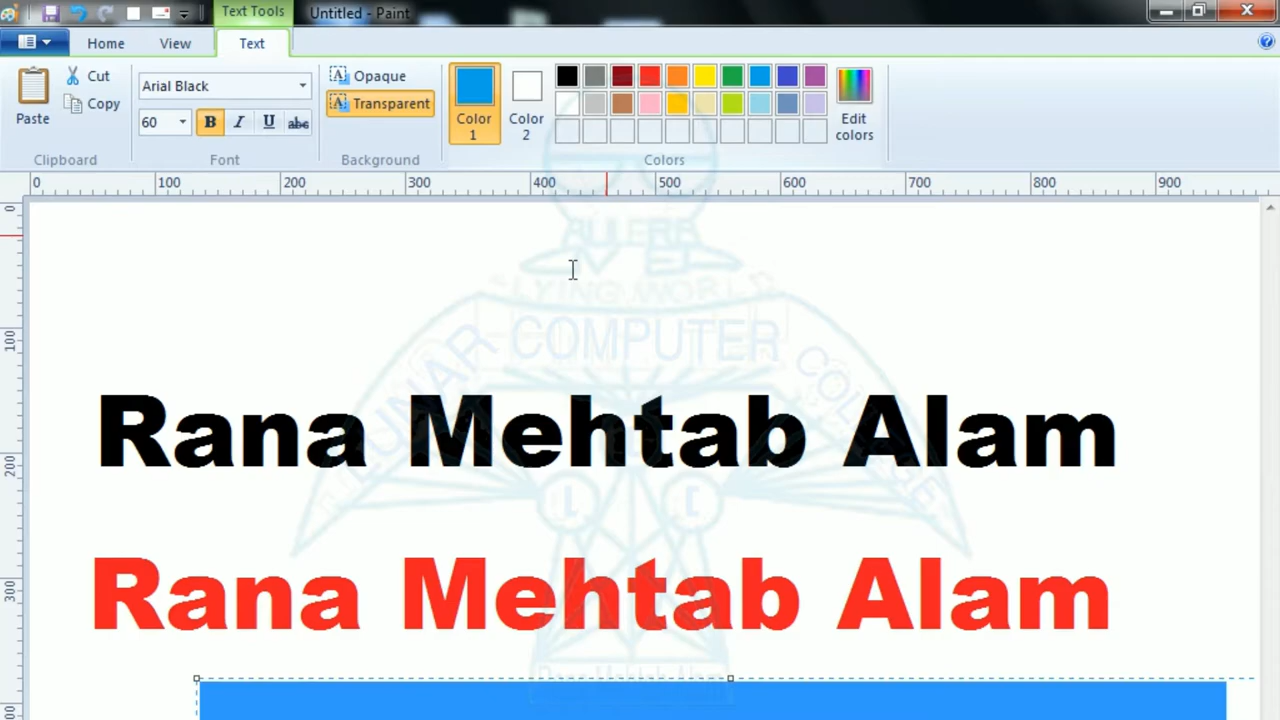 Text Tools
Untitled - Paint
Home
View
Text
Paste
Cut
Copy
Clipboard
Arial Black
60
B
I
U
abc
Font
Opaque
Transparent
Background
Color
1
Color
2
Edit
colors
Colors
0 100 200 300 400 500 600 700 800 900
0
100
200
300
COMPUTER
Rana Mehtab Alam
Rana Mehtab Alam